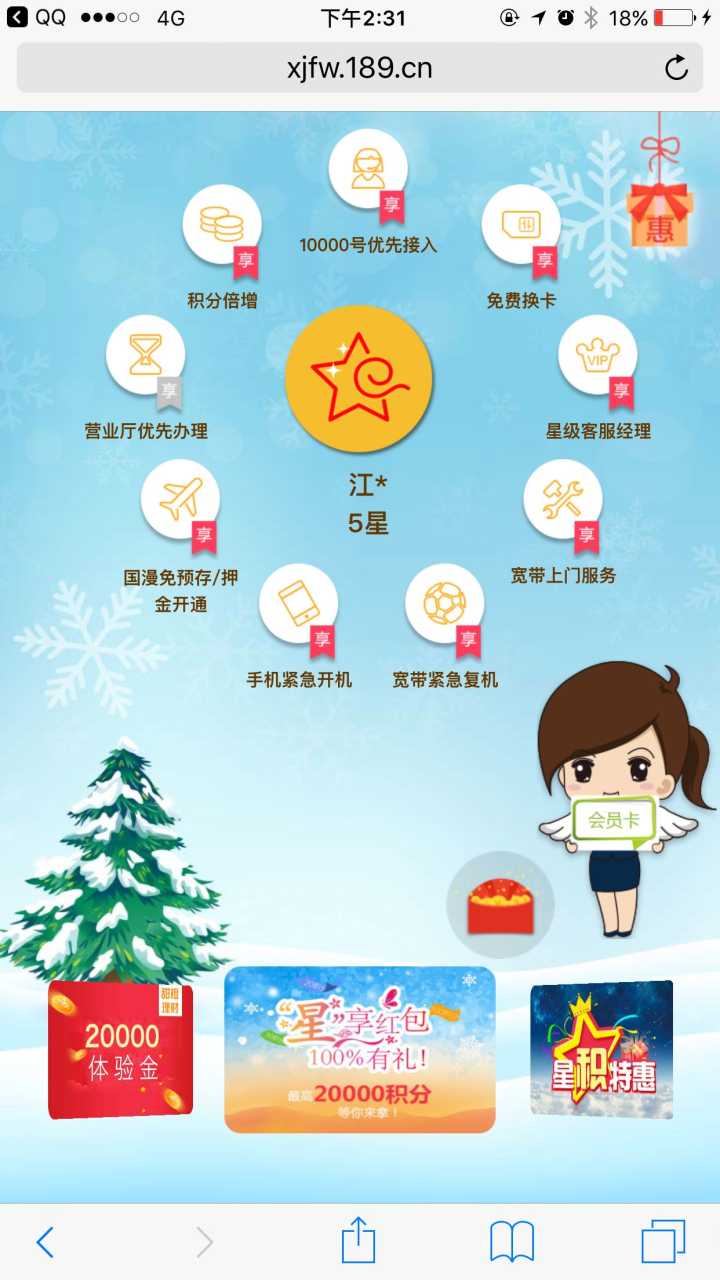 QQ 4G 下午2:31 18%
xjfw.189.cn
惠
享
10000号优先接入
享
积分倍增
享
免费换卡
享
营业厅优先办理
VIP
享
星级客服经理
江*
5星
享
国漫免预存/押
金开通
享
宽带上门服务
享
手机紧急开机
享
宽带紧急复机
会员卡
甜橙
理财
20000
体验金
“星”享红包
100%有礼!
最高20000积分
等你来拿!
星积特惠